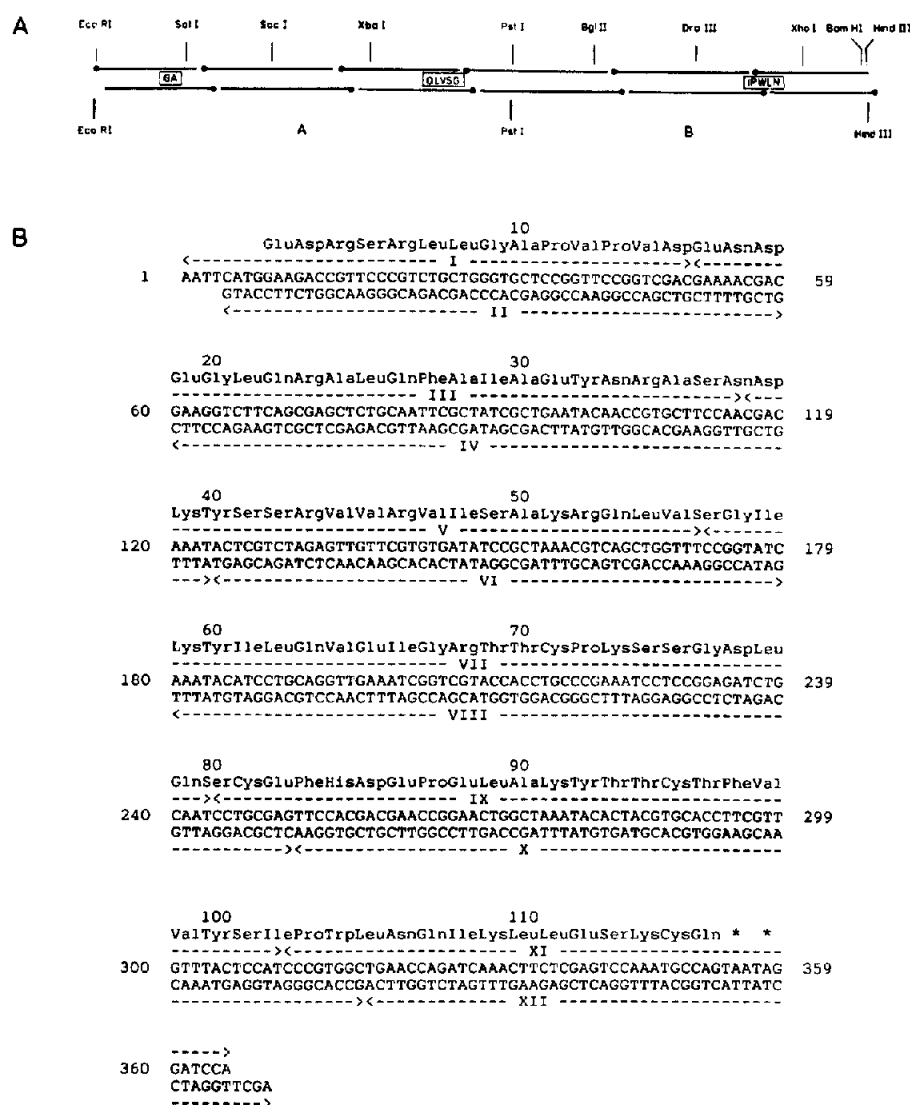 A
Eco RI Sal I Sac I Xba I Pst I Bgl II Dra III Xho I Bam HI Hind III
GA QLVSG IPWLN
Eco RI A Pst I B Hind III
B
10
GluAspArgSerArgLeuLeuGlyAlaProValProValAspGluAsnAsp
<------------------------- I ----------------------><--------
1 AATTCATGGAAGACCGTTCCCGTCTGCTGGGTGCTCCGGTTCCGGTCGACGAAAACGAC 59
GTACCTTCTGGCAAGGGCAGACGACCCACGAGGCCAAGGCCAGCTGCTTTTGCTG
<------------------------- II ------------------------->
20 30
GluGlyLeuGlnArgAlaLeuGlnPheAlaIleAlaGluTyrAsnArgAlaSerAsnAsp
------------------------- III ------------------------><----
60 GAAGGTCTTCAGCGAGCTCTGCAATTCGCTATCGCTGAATACAACCGTGCTTCCAACGAC 119
CTTCCAGAAGTCGCTCGAGACGTTAAGCGATAGCGACTTATGTTGGCACGAAGGTTGCTG
<--------------------------- IV ----------------------------
40 50
LysTyrSerSerArgValValArgValIleSerAlaLysArgGlnLeuValSerGlyIle
-------------------------- V ------------------------><-------
120 AAATACTCGTCTAGAGTTGTTCGTGTGATATCCGCTAAACGTCAGCTGGTTTCCGGTATC 179
TTTATGAGCAGATCTCAACAAGCACACTATAGGCGATTTGCAGTCGACCAAAGGCCATAG
---><------------------------- VI --------------------------->
60 70
LysTyrIleLeuGlnValGluIleGlyArgThrThrCysProLysSerSerGlyAspLeu
---------------------------- VII ----------------------------
180 AAATACATCCTGCAGGTTGAAATCGGTCGTACCACCTGCCCGAAATCCTCCGGAGATCTG 239
TTTATGTAGGACGTCCAACTTTAGCCAGCATGGTGGACGGGCTTTAGGAGGCCTCTAGAC
<-------------------------- VIII ---------------------------
80 90
GlnSerCysGluPheHisAspGluProGluLeuAlaLysTyrThrThrCysThrPheVal
---><------------------------ IX ----------------------------
240 CAATCCTGCGAGTTCCACGACGAACCGGAACTGGCTAAATACACTACGTGCACCTTCGTT 299
GTTAGGACGCTCAAGGTGCTGCTTGGCCTTGACCGATTTATGTGATGCACGTGGAAGCAA
-----------><--------------------- X -------------------------
100 110
ValTyrSerIleProTrpLeuAsnGlnIleLysLeuLeuGluSerLysCysGln * *
----------><----------------------- XI -----------------------
300 GTTTACTCCATCCCGTGGCTGAACCAGATCAAACTTCTCGAGTCCAAATGCCAGTAATAG 359
CAAATGAGGTAGGGCACCGACTTGGTCTAGTTTGAAGAGCTCAGGTTTACGGTCATTATC
------------------><--------------- XII -----------------------
----->
360 GATCCA
CTAGGTTCGA
--------->